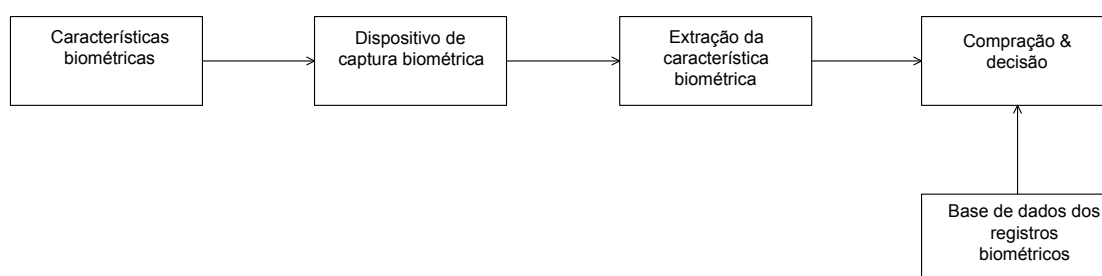 Características
biométricas
Dispositivo de
captura biométrica
Extração da
característica
biométrica
Compração &
decisão
Base de dados dos
registros
biométricos